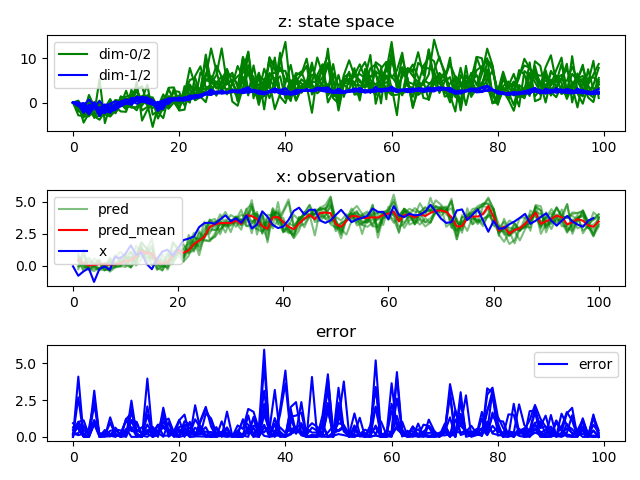 z: state space
10
0
dim-0/2
dim-1/2
0 20 40 60 80 100
x: observation
5.0
2.5
0.0
pred
pred_mean
x
0 20 40 60 80 100
error
5.0
2.5
0.0
error
0 20 40 60 80 100